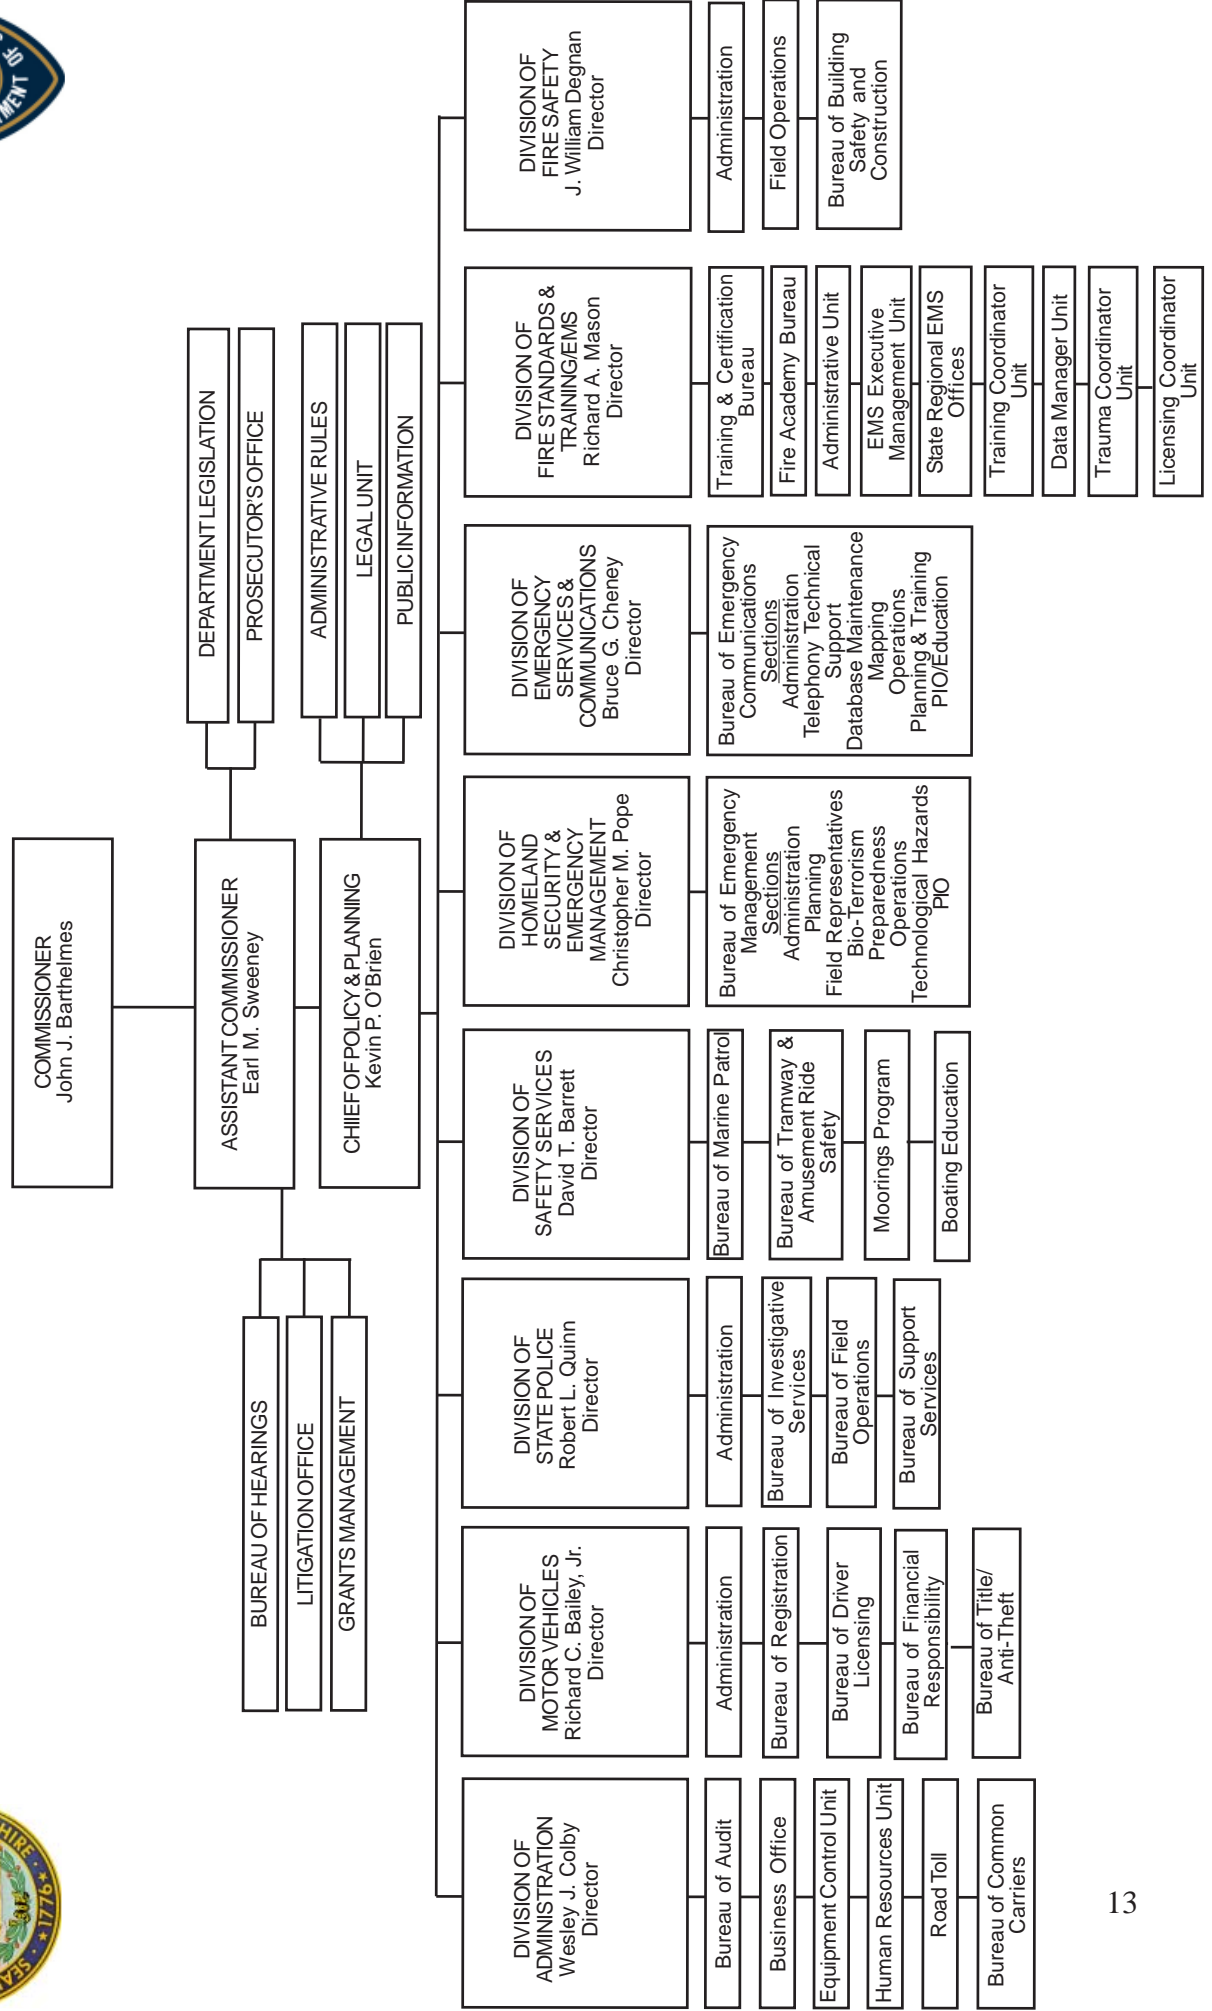 COMMISSIONER
John J. Barthelmes
ASSISTANT COMMISSIONER
Earl M. Sweeney
CHIIEF OF POLICY & PLANNING
Kevin P. O'Brien
BUREAU OF HEARINGS
LITIGATION OFFICE
GRANTS MANAGEMENT
DEPARTMENT LEGISLATION
PROSECUTOR'S OFFICE
ADMINISTRATIVE RULES
LEGAL UNIT
PUBLIC INFORMATION
DIVISION OF
ADMINISTRATION
Wesley J. Colby
Director
Bureau of Audit
Business Office
Equipment Control Unit
Human Resources Unit
Road Toll
Bureau of Common
Carriers
DIVISION OF
MOTOR VEHICLES
Richard C. Bailey, Jr.
Director
Administration
Bureau of Registration
Bureau of Driver
Licensing
Bureau of Financial
Responsibility
Bureau of Title/
Anti-Theft
DIVISION OF
STATE POLICE
Robert L. Quinn
Director
Administration
Bureau of Investigative
Services
Bureau of Field
Operations
Bureau of Support
Services
DIVISION OF
SAFETY SERVICES
David T. Barrett
Director
Bureau of Marine Patrol
Bureau of Tramway &
Amusement Ride
Safety
Moorings Program
Boating Education
DIVISION OF
HOMELAND
SECURITY &
EMERGENCY
MANAGEMENT
Christopher M. Pope
Director
Bureau of Emergency
Management
Sections
Administration
Planning
Field Representatives
Bio-Terrorism
Preparedness
Operations
Technological Hazards
PIO
DIVISION OF
EMERGENCY
SERVICES &
COMMUNICATIONS
Bruce G. Cheney
Director
Bureau of Emergency
Communications
Sections
Administration
Telephony Technical
Support
Database Maintenance
Mapping
Operations
Planning & Training
PIO/Education
DIVISION OF
FIRE STANDARDS &
TRAINING/EMS
Richard A. Mason
Director
Training & Certification
Bureau
Fire Academy Bureau
Administrative Unit
EMS Executive
Management Unit
State Regional EMS
Offices
Training Coordinator
Unit
Data Manager Unit
Trauma Coordinator
Unit
Licensing Coordinator
Unit
DIVISION OF
FIRE SAFETY
J. William Degnan
Director
Administration
Field Operations
Bureau of Building
Safety and
Construction
13
1776